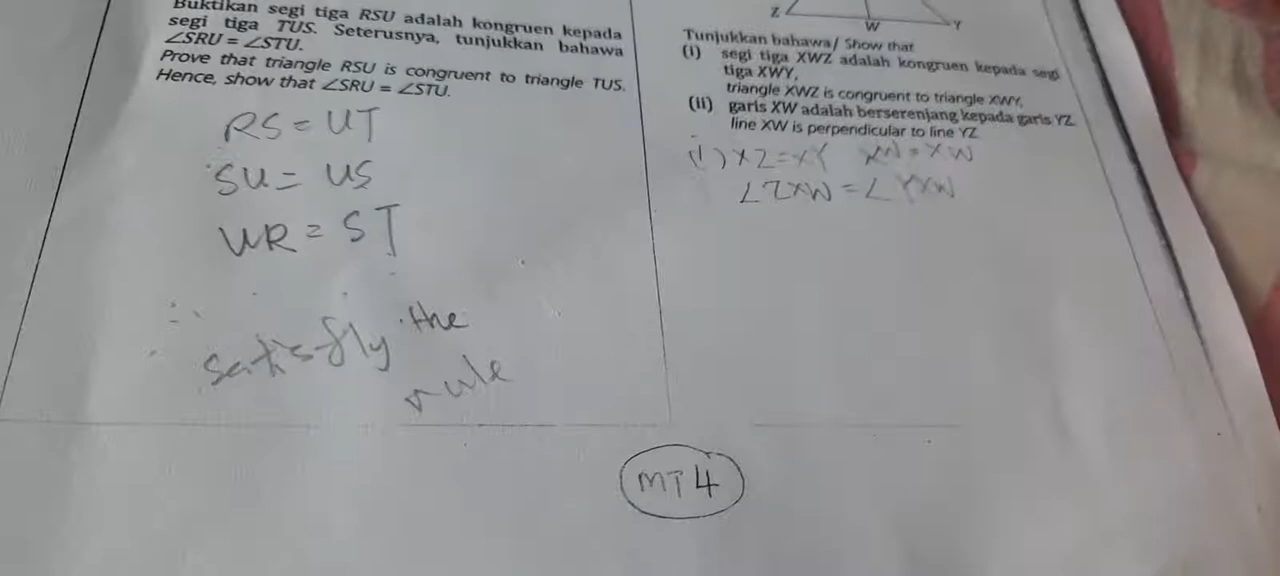 Buktikan segi tiga RSU adalah kongruen kepada
segi tiga TUS. Seterusnya, tunjukkan bahawa
∠SRU = ∠STU.
Prove that triangle RSU is congruent to triangle TUS.
Hence, show that ∠SRU = ∠STU.
RS = UT
SU = US
UR = ST
∴
satisfly the
rule
Z W Y
Tunjukkan bahawa/ Show that
(i) segi tiga XWZ adalah kongruen kepada segi
tiga XWY,
triangle XWZ is congruent to triangle XWY,
(ii) garis XW adalah berserenjang kepada garis YZ.
line XW is perpendicular to line YZ.
(i) XZ = XY XW = XW
∠ZXW = ∠YXW
MT4